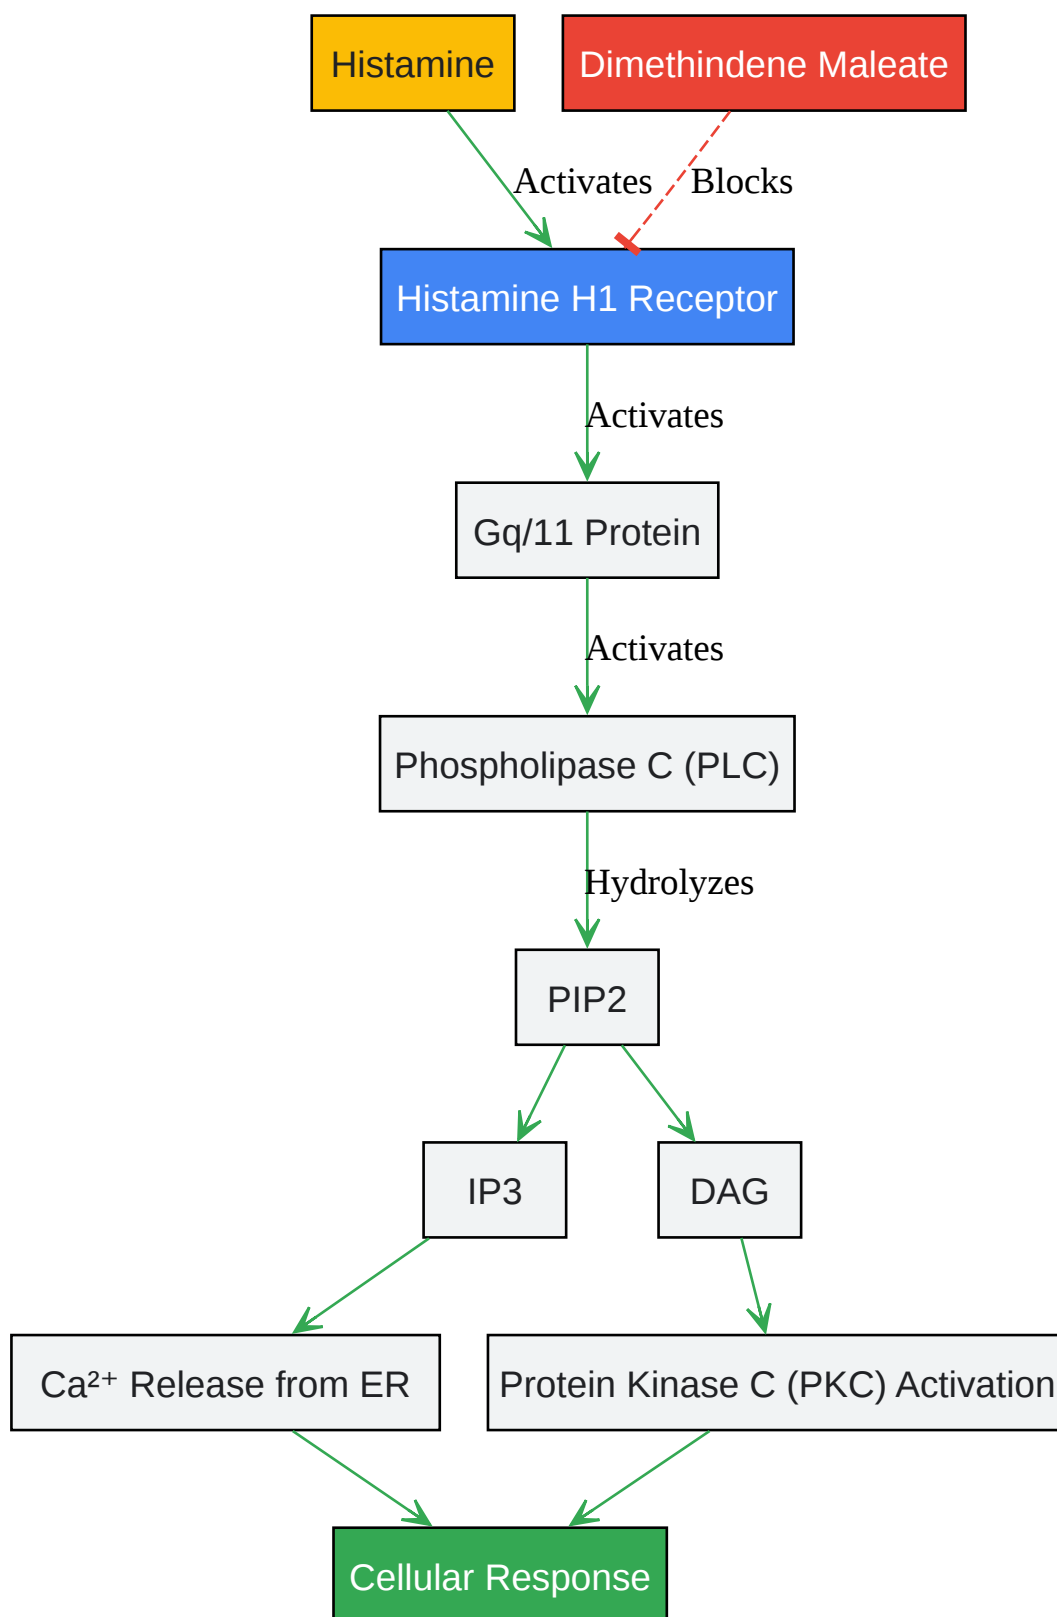 Histamine
Dimethindene Maleate
Activates
Blocks
Histamine H1 Receptor
Activates
Gq/11 Protein
Activates
Phospholipase C (PLC)
Hydrolyzes
PIP2
IP3
DAG
Ca²⁺ Release from ER
Protein Kinase C (PKC) Activation
Cellular Response